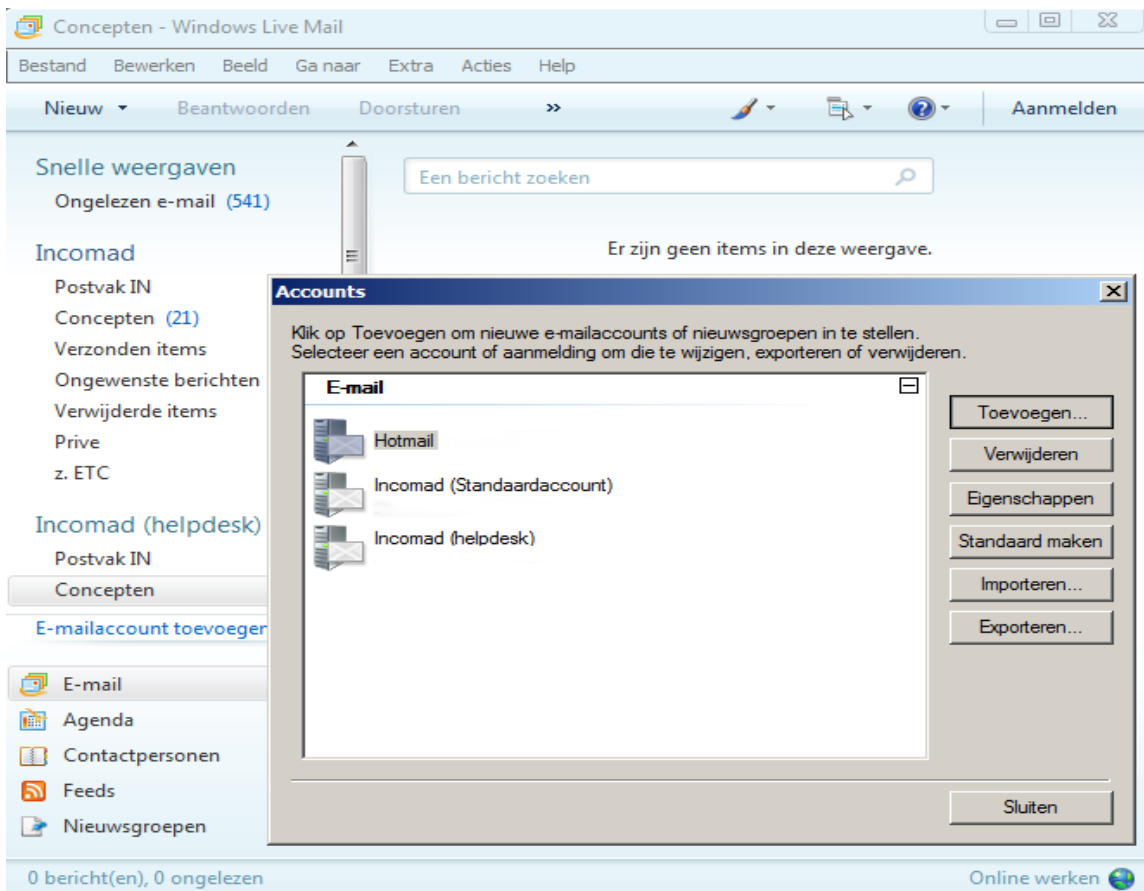 Concepten - Windows Live Mail
Bestand Bewerken Beeld Ga naar Extra Acties Help
Nieuw Beantwoorden Doorsturen » Aanmelden
Snelle weergaven
Ongelezen e-mail (541)
Een bericht zoeken
Er zijn geen items in deze weergave.
Incomad
Postvak IN
Concepten (21)
Verzonden items
Ongewenste berichten
Verwijderde items
Prive
z. ETC
Incomad (helpdesk)
Postvak IN
Concepten
E-mailaccount toevoegen
E-mail
Agenda
Contactpersonen
Feeds
Nieuwsgroepen
Accounts
Klik op Toevoegen om nieuwe e-mailaccounts of nieuwsgroepen in te stellen.
Selecteer een account of aanmelding om die te wijzigen, exporteren of verwijderen.
E-mail
Hotmail
Incomad (Standaardaccount)
Incomad (helpdesk)
Toevoegen...
Verwijderen
Eigenschappen
Standaard maken
Importeren...
Exporteren...
Sluiten
0 bericht(en), 0 ongelezen
Online werken